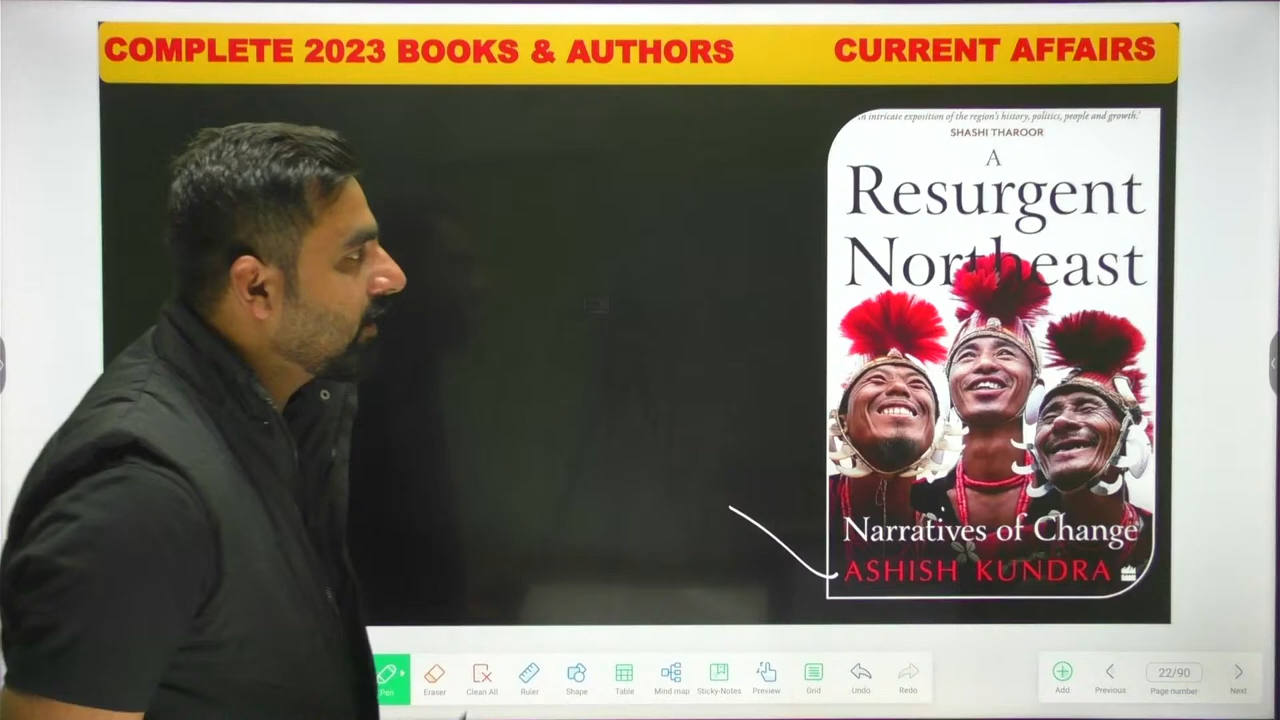 COMPLETE 2023 BOOKS & AUTHORS CURRENT AFFAIRS
intricate exposition of the region's history, politics, people and growth.'
SHASHI THAROOR
A
Resurgent
Northeast
Narratives of Change
ASHISH KUNDRA
Pen
Eraser
Clean All
Ruler
Shape
Table
Mind map
Sticky-Notes
Preview
Grid
Undo
Redo
Add
Previous
22/90
Page number
Next